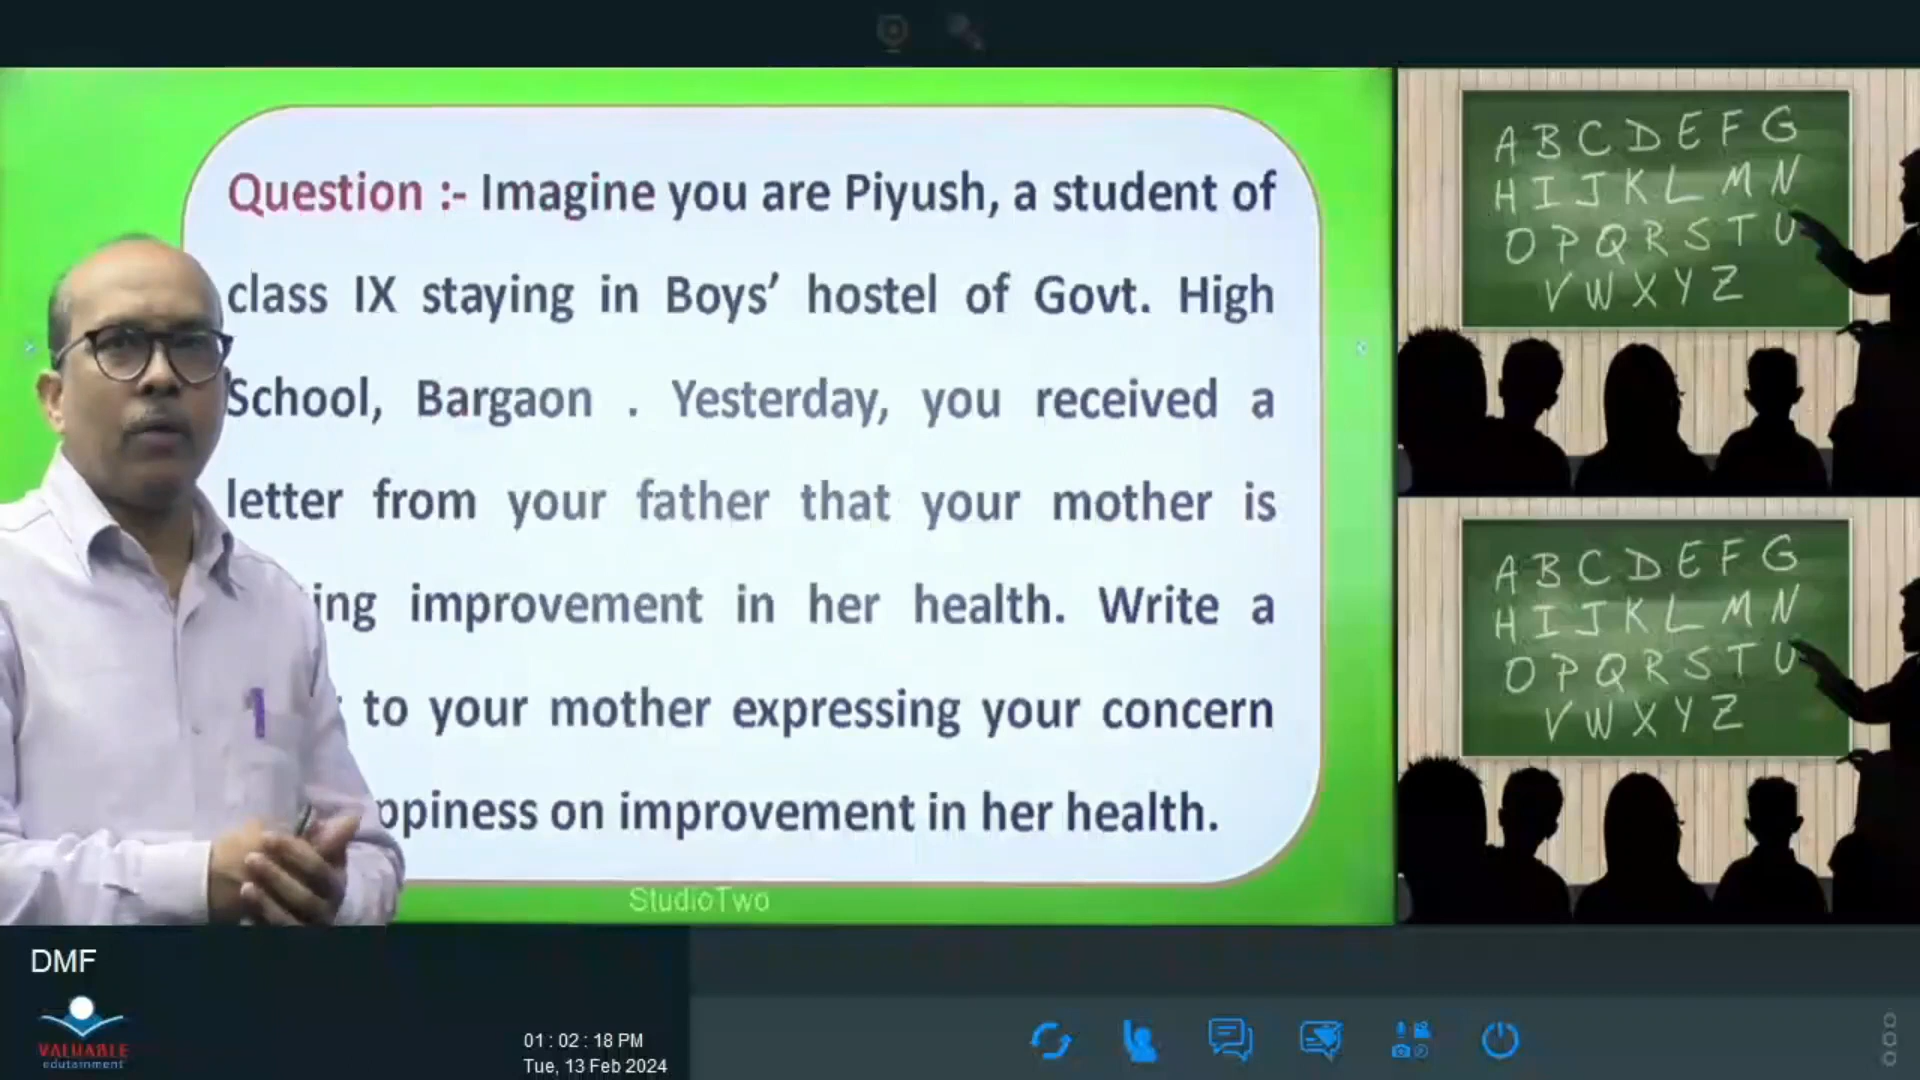 Question :- Imagine you are Piyush, a student of
class IX staying in Boys’ hostel of Govt. High
School, Bargaon . Yesterday, you received a
letter from your father that your mother is
improvement in her health. Write a
to your mother expressing your concern
on improvement in her health.
StudioTwo
A B C D E F G
H I J K L M N
O P Q R S T U
V W X Y Z
A B C D E F G
H I J K L M N
O P Q R S T U
V W X Y Z
DMF
VALUABLE
edutainment
01 : 02 : 18 PM
Tue, 13 Feb 2024